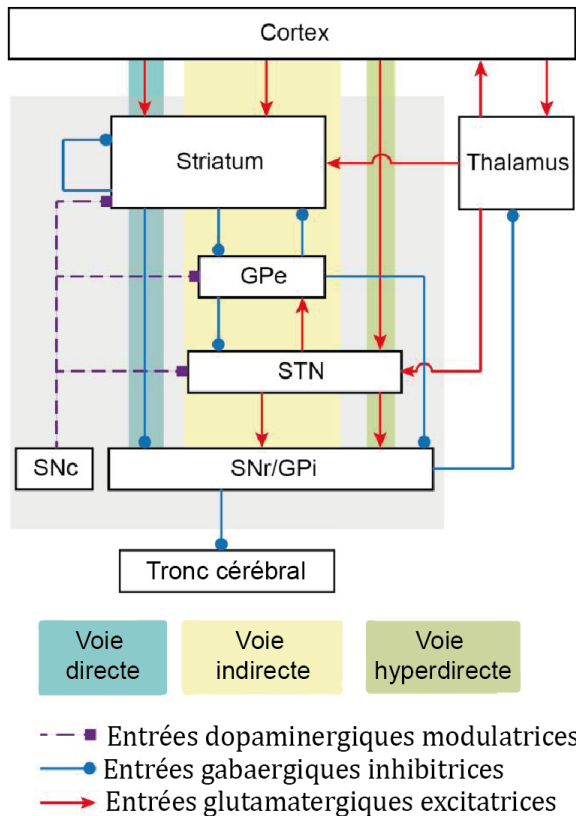 Cortex
Striatum
Thalamus
GPe
STN
SNc
SNr/GPi
Tronc cérébral
Voie
directe
Voie
indirecte
Voie
hyperdirecte
Entrées dopaminergiques modulatrices
Entrées gabaergiques inhibitrices
Entrées glutamatergiques excitatrices